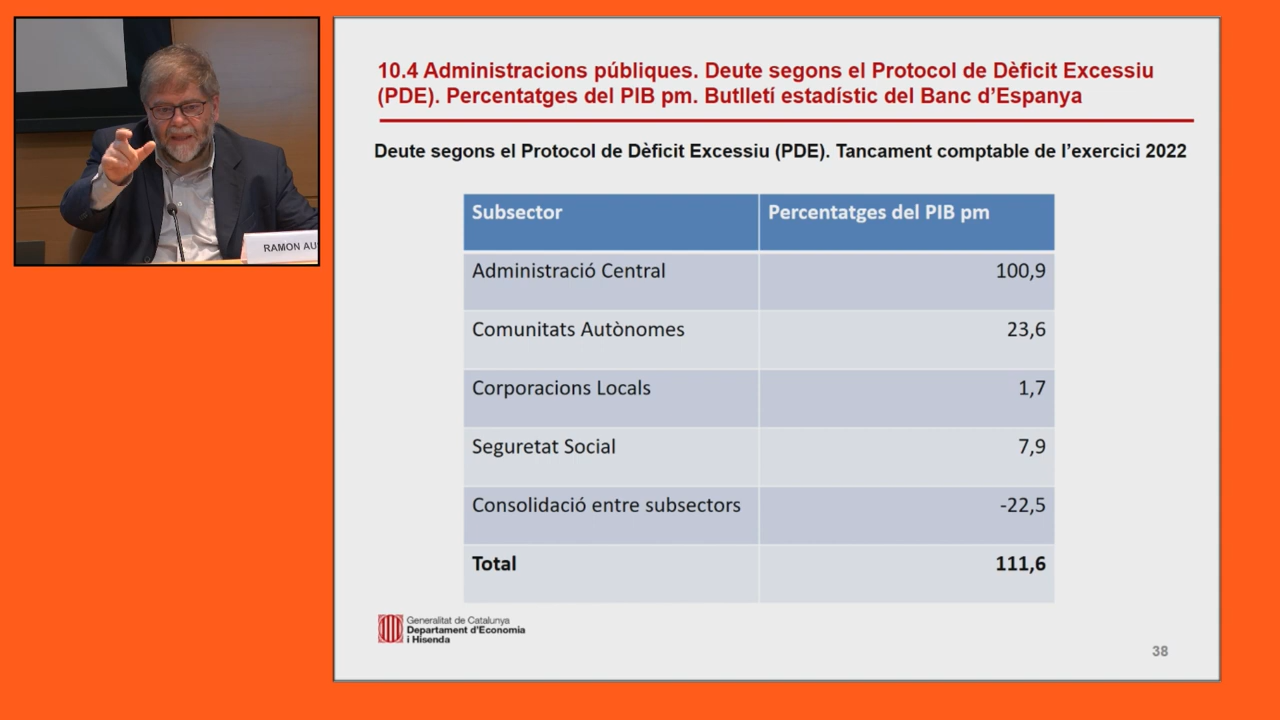 RAMON AU
10.4 Administracions públiques. Deute segons el Protocol de Dèficit Excessiu
(PDE). Percentatges del PIB pm. Butlletí estadístic del Banc d’Espanya
Deute segons el Protocol de Dèficit Excessiu (PDE). Tancament comptable de l’exercici 2022
Subsector Percentatges del PIB pm
Administració Central 100,9
Comunitats Autònomes 23,6
Corporacions Locals 1,7
Seguretat Social 7,9
Consolidació entre subsectors -22,5
Total 111,6
Generalitat de Catalunya
Departament d’Economia
i Hisenda
38